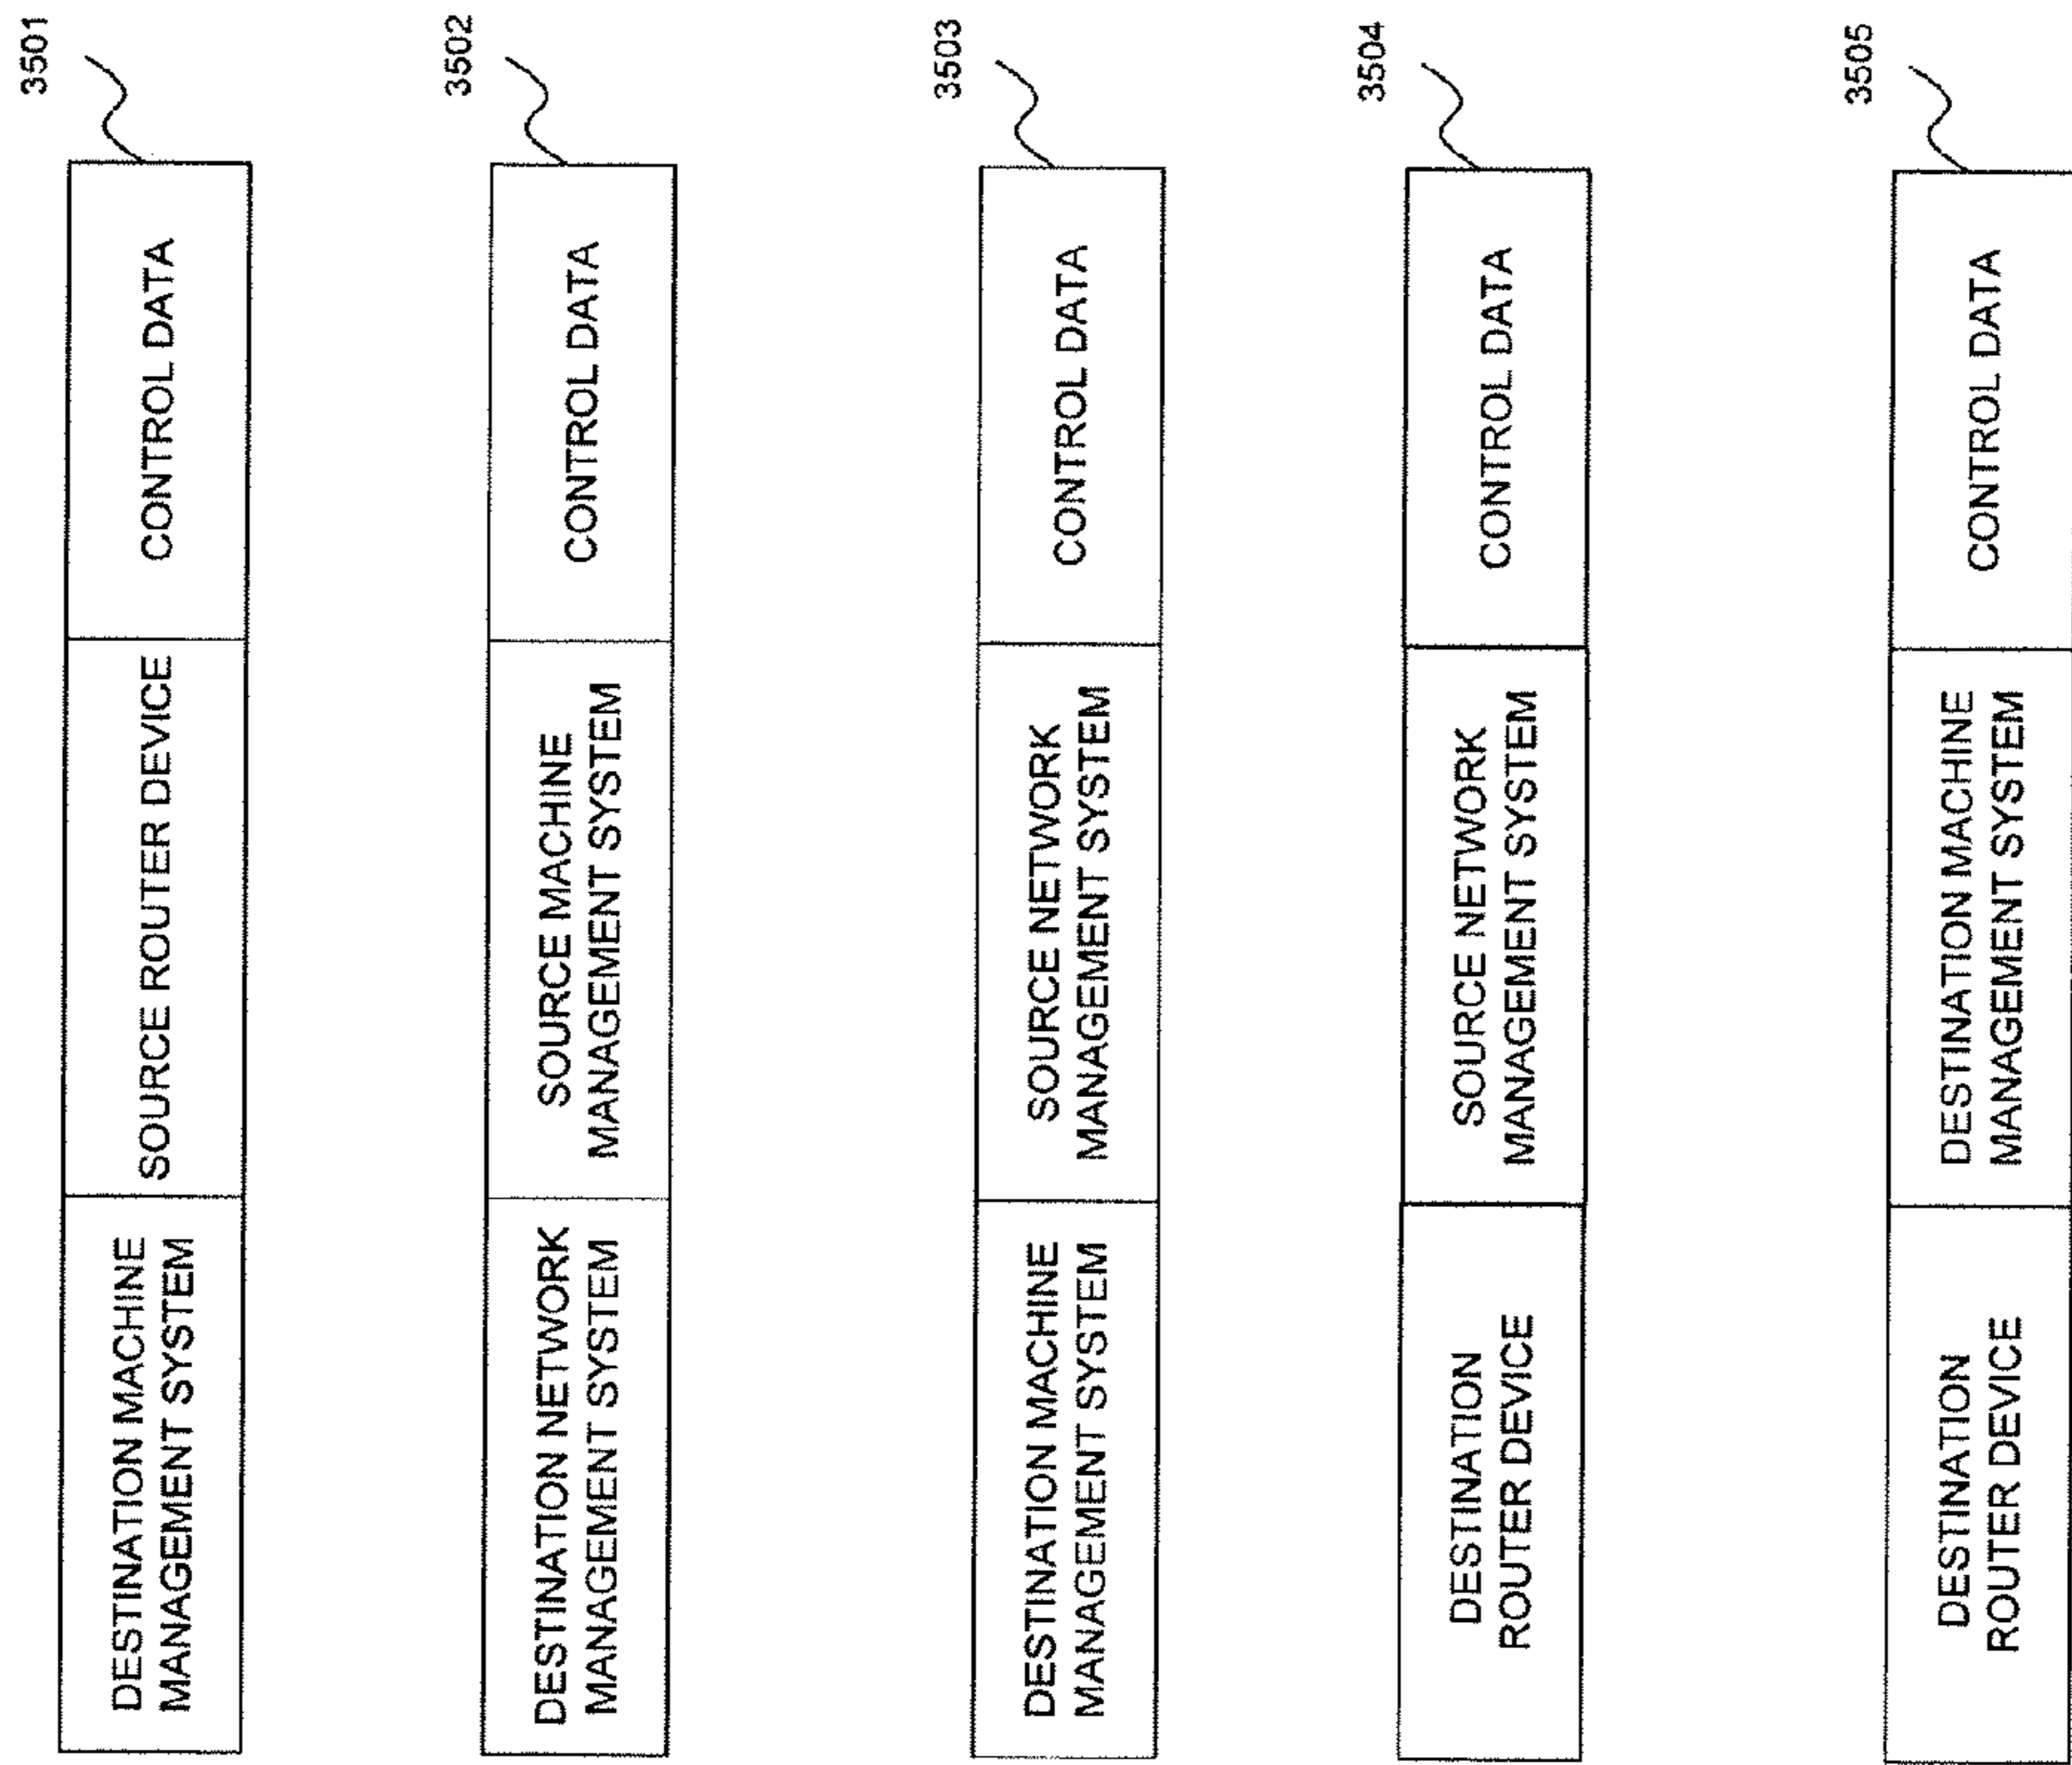 3501
DESTINATION MACHINE
MANAGEMENT SYSTEM
SOURCE ROUTER DEVICE
CONTROL DATA
3502
DESTINATION NETWORK
MANAGEMENT SYSTEM
SOURCE MACHINE
MANAGEMENT SYSTEM
CONTROL DATA
3503
DESTINATION MACHINE
MANAGEMENT SYSTEM
SOURCE NETWORK
MANAGEMENT SYSTEM
CONTROL DATA
3504
DESTINATION
ROUTER DEVICE
SOURCE NETWORK
MANAGEMENT SYSTEM
CONTROL DATA
3505
DESTINATION
ROUTER DEVICE
DESTINATION MACHINE
MANAGEMENT SYSTEM
CONTROL DATA